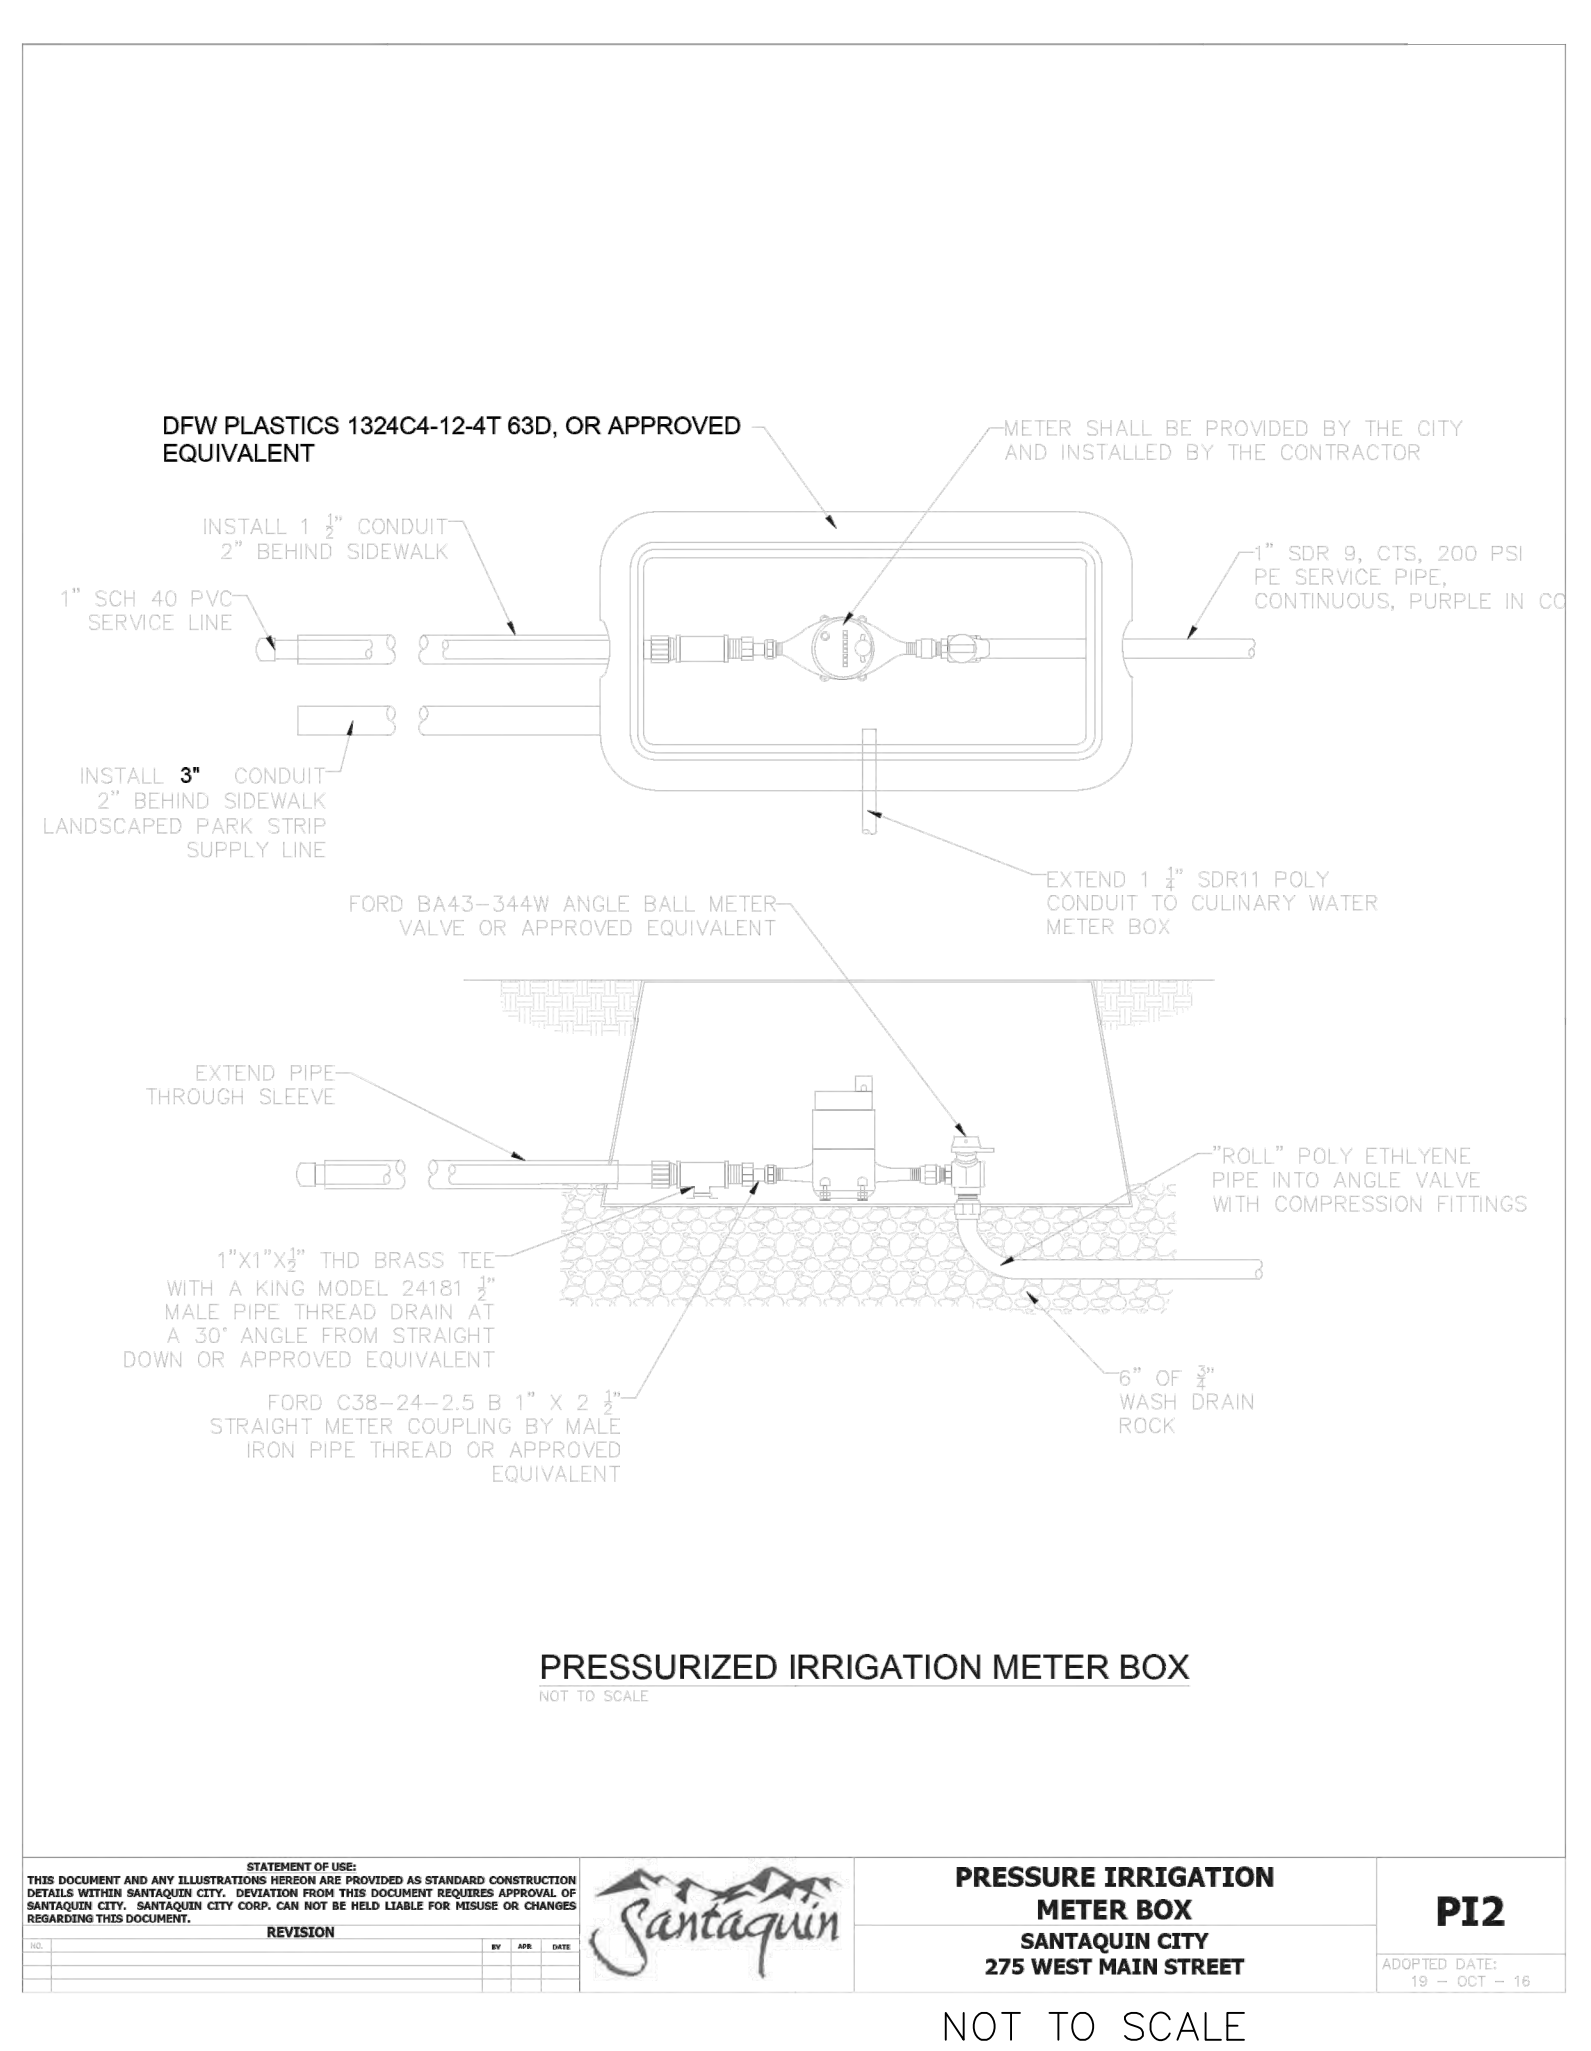 DFW PLASTICS 1324C4-12-4T 63D, OR APPROVED
EQUIVALENT
METER SHALL BE PROVIDED BY THE CITY
AND INSTALLED BY THE CONTRACTOR
INSTALL 1 1/2" CONDUIT
2" BEHIND SIDEWALK
1" SDR 9, CTS, 200 PSI
PE SERVICE PIPE,
CONTINUOUS, PURPLE IN CO
1" SCH 40 PVC
SERVICE LINE
INSTALL 3" CONDUIT
2" BEHIND SIDEWALK
LANDSCAPED PARK STRIP
SUPPLY LINE
EXTEND 1 1/4" SDR11 POLY
CONDUIT TO CULINARY WATER
METER BOX
FORD BA43-344W ANGLE BALL METER
VALVE OR APPROVED EQUIVALENT
EXTEND PIPE
THROUGH SLEEVE
"ROLL" POLY ETHLYENE
PIPE INTO ANGLE VALVE
WITH COMPRESSION FITTINGS
1"X1"X1/2" THD BRASS TEE
WITH A KING MODEL 24181 1/2"
MALE PIPE THREAD DRAIN AT
A 30° ANGLE FROM STRAIGHT
DOWN OR APPROVED EQUIVALENT
6" OF 3/4"
WASH DRAIN
ROCK
FORD C38-24-2.5 B 1" X 2 1/2"
STRAIGHT METER COUPLING BY MALE
IRON PIPE THREAD OR APPROVED
EQUIVALENT
PRESSURIZED IRRIGATION METER BOX
NOT TO SCALE
STATEMENT OF USE:
THIS DOCUMENT AND ANY ILLUSTRATIONS HEREON ARE PROVIDED AS STANDARD CONSTRUCTION
DETAILS WITHIN SANTAQUIN CITY. DEVIATION FROM THIS DOCUMENT REQUIRES APPROVAL OF
SANTAQUIN CITY. SANTAQUIN CITY CORP. CAN NOT BE HELD LIABLE FOR MISUSE OR CHANGES
REGARDING THIS DOCUMENT.
REVISION
NO. BY APR. DATE
Santaquin
PRESSURE IRRIGATION
METER BOX
SANTAQUIN CITY
275 WEST MAIN STREET
PI2
ADOPTED DATE:
19 - OCT - 16
NOT TO SCALE